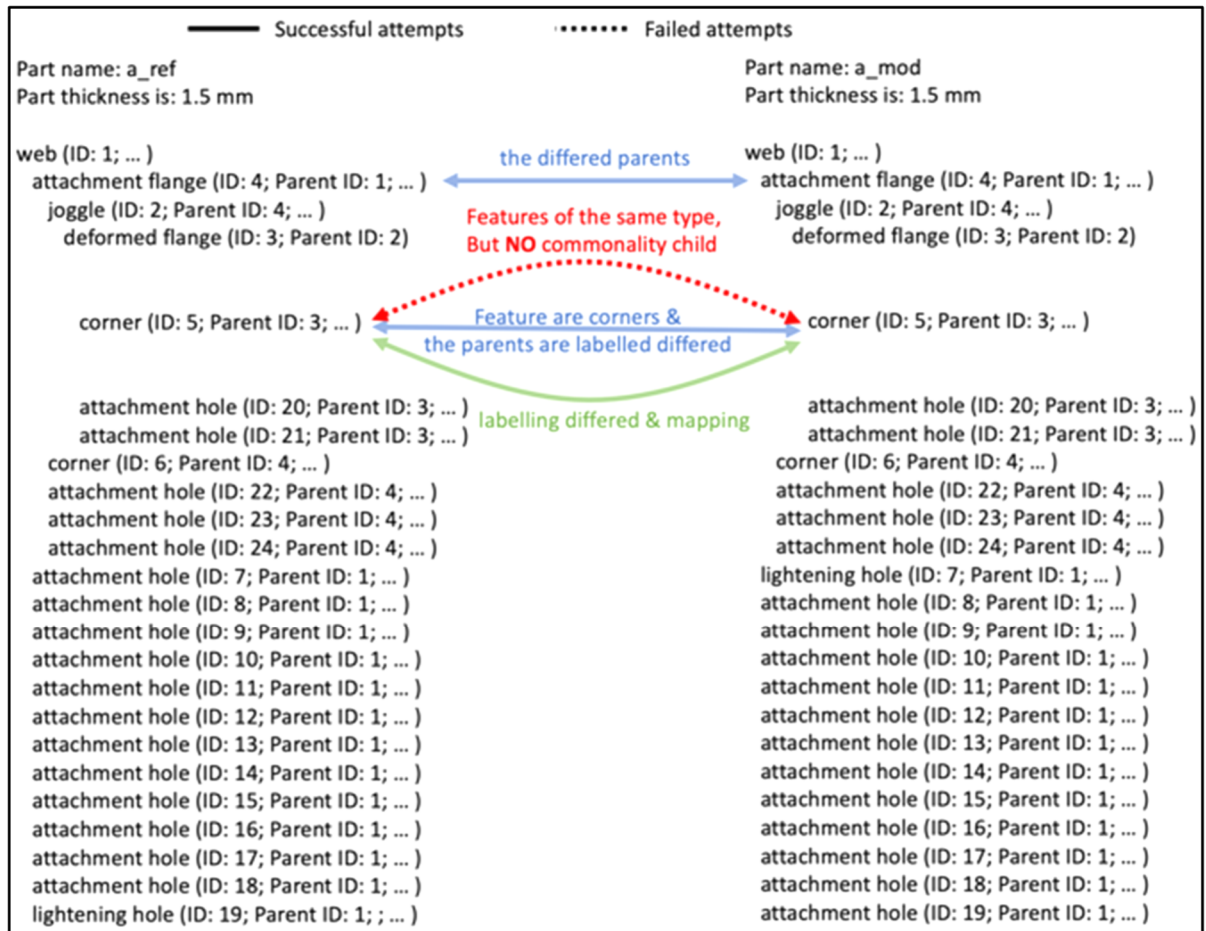 Successful attempts
Failed attempts
Part name: a_ref
Part thickness is: 1.5 mm
web (ID: 1; ... )
attachment flange (ID: 4; Parent ID: 1; ... )
joggle (ID: 2; Parent ID: 4; ... )
deformed flange (ID: 3; Parent ID: 2)
corner (ID: 5; Parent ID: 3; ... )
attachment hole (ID: 20; Parent ID: 3; ... )
attachment hole (ID: 21; Parent ID: 3; ... )
corner (ID: 6; Parent ID: 4; ... )
attachment hole (ID: 22; Parent ID: 4; ... )
attachment hole (ID: 23; Parent ID: 4; ... )
attachment hole (ID: 24; Parent ID: 4; ... )
attachment hole (ID: 7; Parent ID: 1; ... )
attachment hole (ID: 8; Parent ID: 1; ... )
attachment hole (ID: 9; Parent ID: 1; ... )
attachment hole (ID: 10; Parent ID: 1; ... )
attachment hole (ID: 11; Parent ID: 1; ... )
attachment hole (ID: 12; Parent ID: 1; ... )
attachment hole (ID: 13; Parent ID: 1; ... )
attachment hole (ID: 14; Parent ID: 1; ... )
attachment hole (ID: 15; Parent ID: 1; ... )
attachment hole (ID: 16; Parent ID: 1; ... )
attachment hole (ID: 17; Parent ID: 1; ... )
attachment hole (ID: 18; Parent ID: 1; ... )
lightening hole (ID: 19; Parent ID: 1; ; ... )
the differed parents
Features of the same type,
But NO commonality child
Feature are corners &
the parents are labelled differed
labelling differed & mapping
Part name: a_mod
Part thickness is: 1.5 mm
web (ID: 1; ... )
attachment flange (ID: 4; Parent ID: 1; ... )
joggle (ID: 2; Parent ID: 4; ... )
deformed flange (ID: 3; Parent ID: 2)
corner (ID: 5; Parent ID: 3; ... )
attachment hole (ID: 20; Parent ID: 3; ... )
attachment hole (ID: 21; Parent ID: 3; ... )
corner (ID: 6; Parent ID: 4; ... )
attachment hole (ID: 22; Parent ID: 4; ... )
attachment hole (ID: 23; Parent ID: 4; ... )
attachment hole (ID: 24; Parent ID: 4; ... )
lightening hole (ID: 7; Parent ID: 1; ... )
attachment hole (ID: 8; Parent ID: 1; ... )
attachment hole (ID: 9; Parent ID: 1; ... )
attachment hole (ID: 10; Parent ID: 1; ... )
attachment hole (ID: 11; Parent ID: 1; ... )
attachment hole (ID: 12; Parent ID: 1; ... )
attachment hole (ID: 13; Parent ID: 1; ... )
attachment hole (ID: 14; Parent ID: 1; ... )
attachment hole (ID: 15; Parent ID: 1; ... )
attachment hole (ID: 16; Parent ID: 1; ... )
attachment hole (ID: 17; Parent ID: 1; ... )
attachment hole (ID: 18; Parent ID: 1; ... )
attachment hole (ID: 19; Parent ID: 1; ... )